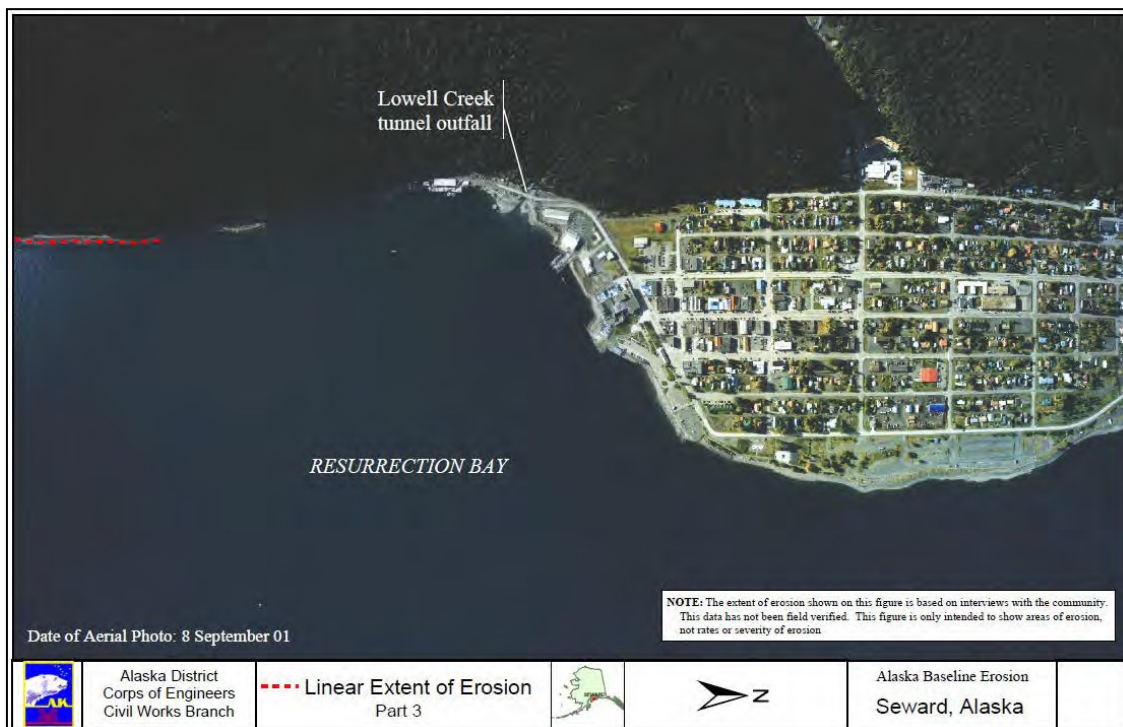 Lowell Creek
tunnel outfall
RESURRECTION BAY
Date of Aerial Photo: 8 September 01
NOTE: The extent of erosion shown on this figure is based on interviews with the community.
This data has not been field verified. This figure is only intended to show areas of erosion,
not rates or severity of erosion
AK
Alaska District
Corps of Engineers
Civil Works Branch
Linear Extent of Erosion
Part 3
N
Alaska Baseline Erosion
Seward, Alaska